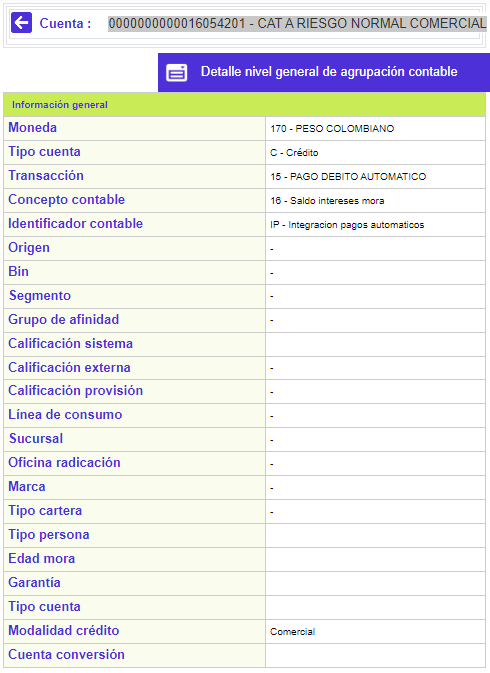 Cuenta : 0000000000016054201 - CAT A RIESGO NORMAL COMERCIAL
Detalle nivel general de agrupación contable
Información general
Moneda 170 - PESO COLOMBIANO
Tipo cuenta C - Crédito
Transacción 15 - PAGO DEBITO AUTOMATICO
Concepto contable 16 - Saldo intereses mora
Identificador contable IP - Integracion pagos automaticos
Origen -
Bin -
Segmento -
Grupo de afinidad -
Calificación sistema
Calificación externa -
Calificación provisión -
Línea de consumo -
Sucursal -
Oficina radicación -
Marca -
Tipo cartera -
Tipo persona
Edad mora
Garantía
Tipo cuenta
Modalidad crédito Comercial
Cuenta conversión